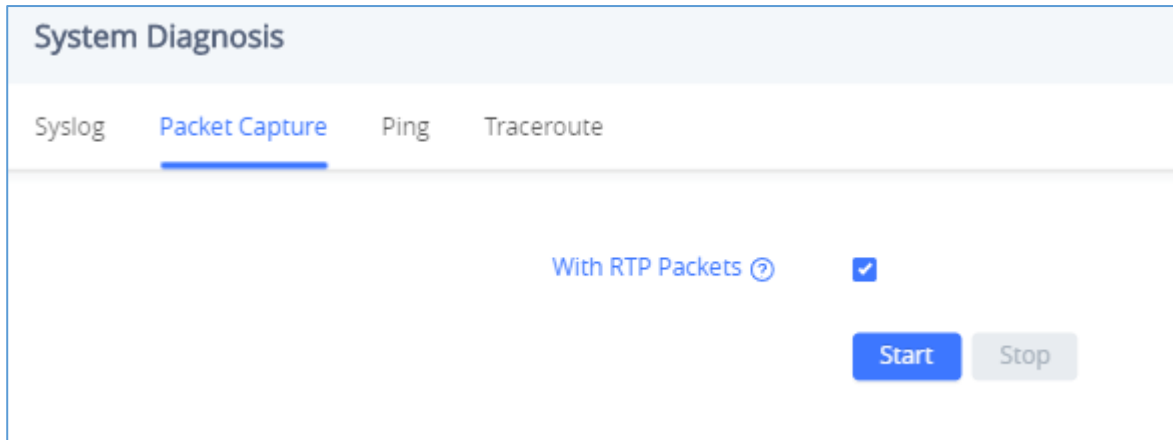 System Diagnosis
Syslog Packet Capture Ping Traceroute
With RTP Packets ?
Start Stop